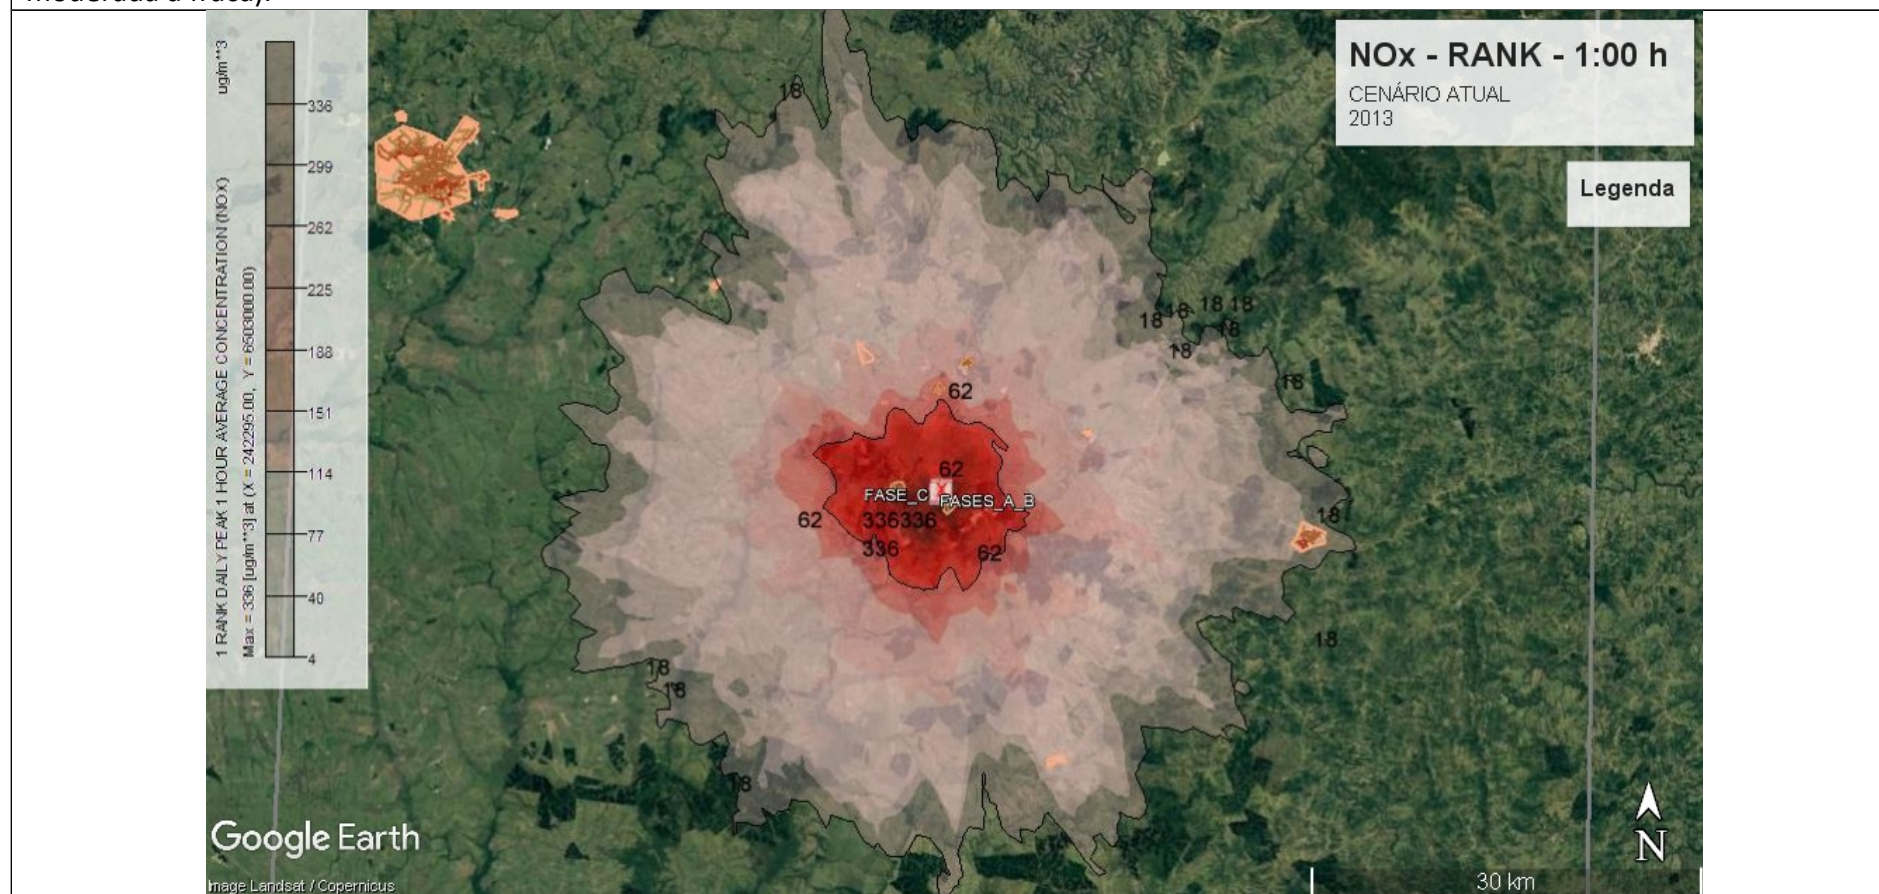 NOx - RANK - 1:00 h
CENÁRIO ATUAL
2013
Legenda
ug/m**3
1 RANK DAILY PEAK 1 HOUR AVERAGE CONCENTRATION (NOX)
Max = 336 [ug/m**3] at (X = 242295.00, Y = 6503000.00)
336
299
262
225
188
151
114
77
40
4
18
18
18
18
18
18
18
18
18
18
18
18
18
18
62
62
62
62
FASE_C
FASES_A_B
336
336
336
Google Earth
Image Landsat / Copernicus
N
30 km